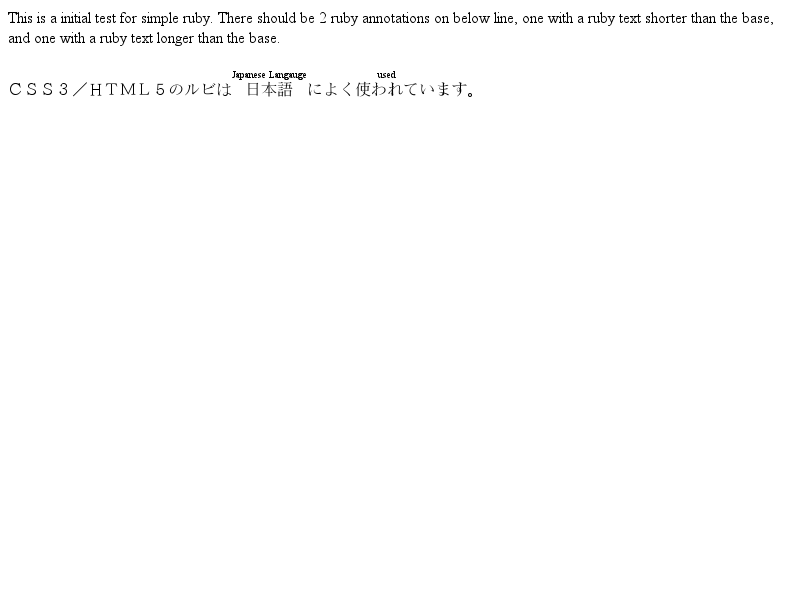 This is a initial test for simple ruby. There should be 2 ruby annotations on below line, one with a ruby text shorter than the base,
and one with a ruby text longer than the base.
Japanese Langauge used
ＣＳＳ３／ＨＴＭＬ５のルビは日本語によく使われています。